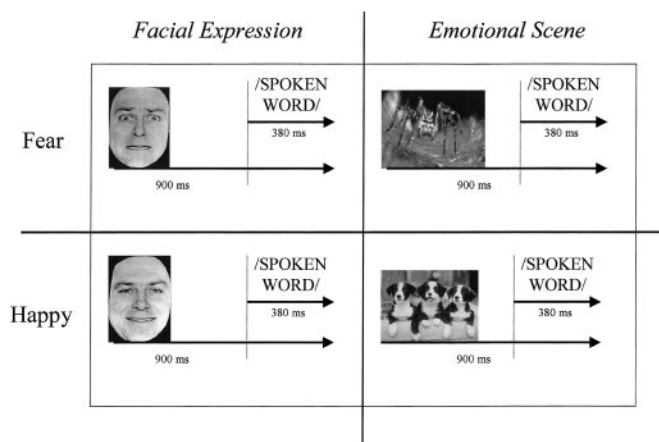 Facial Expression
Emotional Scene
Fear
/SPOKEN
WORD/
380 ms
900 ms
/SPOKEN
WORD/
380 ms
900 ms
Happy
/SPOKEN
WORD/
380 ms
900 ms
/SPOKEN
WORD/
380 ms
900 ms